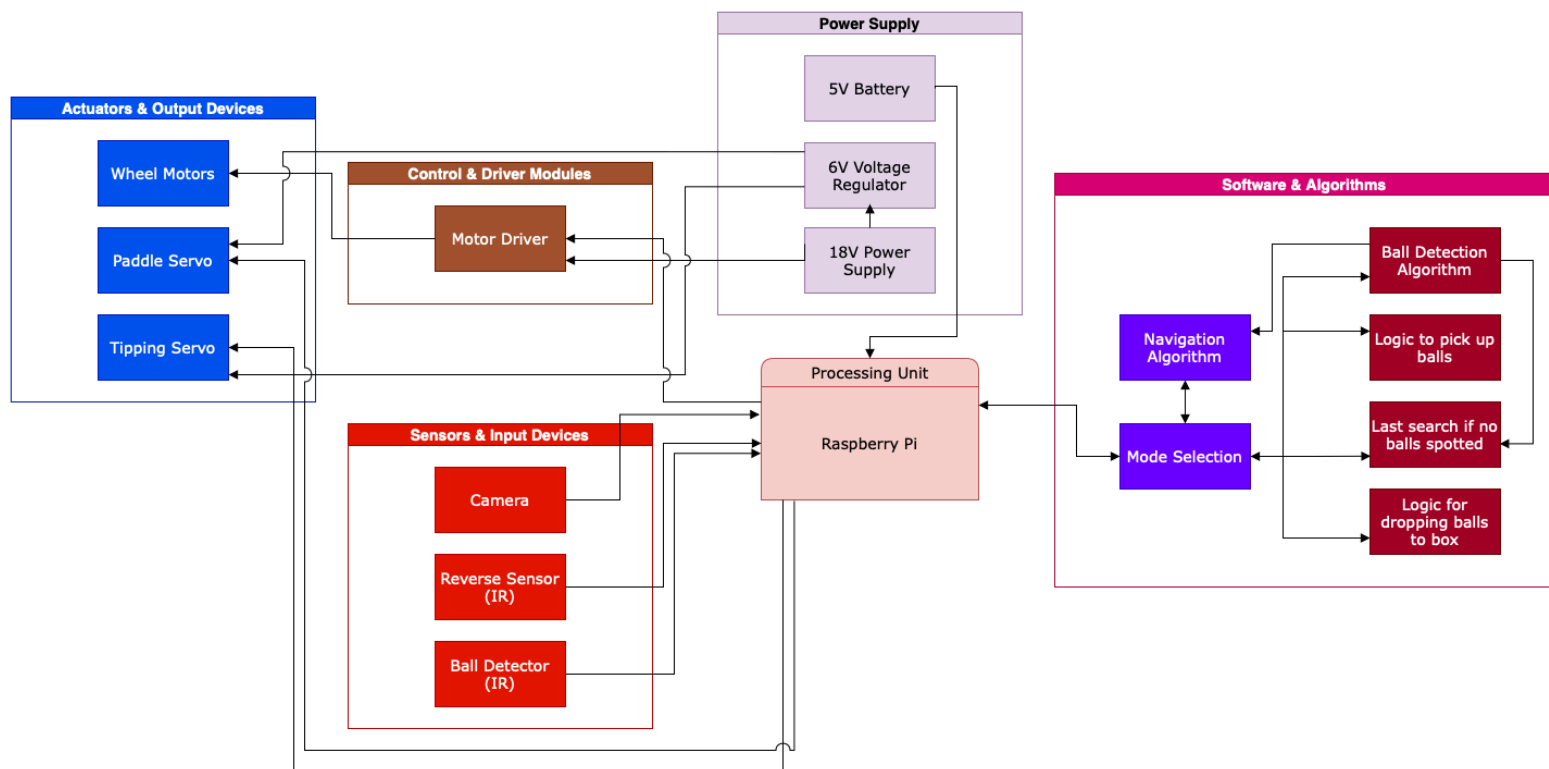 Power Supply
5V Battery
6V Voltage
Regulator
18V Power
Supply
Actuators & Output Devices
Wheel Motors
Paddle Servo
Tipping Servo
Control & Driver Modules
Motor Driver
Software & Algorithms
Ball Detection
Algorithm
Navigation
Algorithm
Logic to pick up
balls
Mode Selection
Last search if no
balls spotted
Logic for
dropping balls
to box
Processing Unit
Raspberry Pi
Sensors & Input Devices
Camera
Reverse Sensor
(IR)
Ball Detector
(IR)